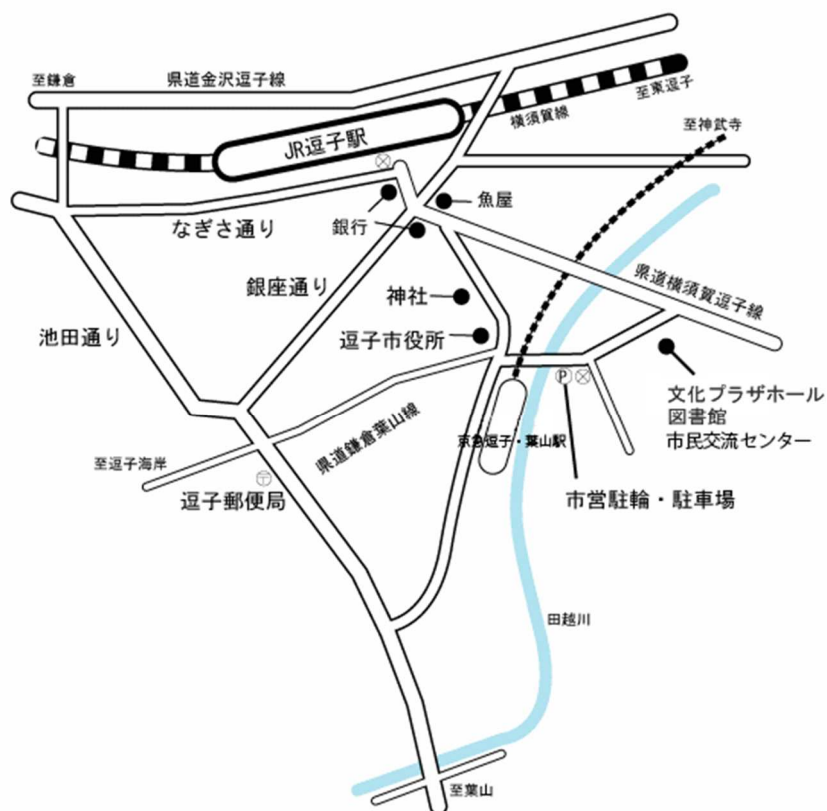 至鎌倉
県道金沢逗子線
至東逗子
横須賀線
至神武寺
JR逗子駅
なぎさ通り
銀行
魚屋
銀座通り
県道横須賀逗子線
神社
池田通り
逗子市役所
P
文化プラザホール
図書館
市民交流センター
県道鎌倉葉山線
京急逗子・葉山駅
至逗子海岸
〒
逗子郵便局
市営駐輪・駐車場
田越川
至葉山